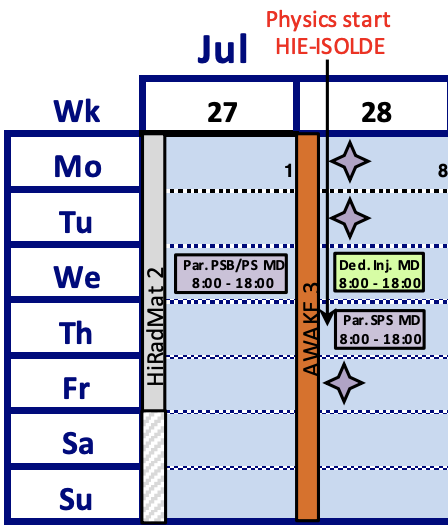 Physics start
HIE-ISOLDE
Jul
Wk 27 28
Mo 1 8
Tu
We
Par. PSB/PS MD
8:00 - 18:00
Ded. Inj. MD
8:00 - 18:00
Th
Par. SPS MD
8:00 - 18:00
Fr
Sa
Su
HiRadMat 2
AWAKE 3